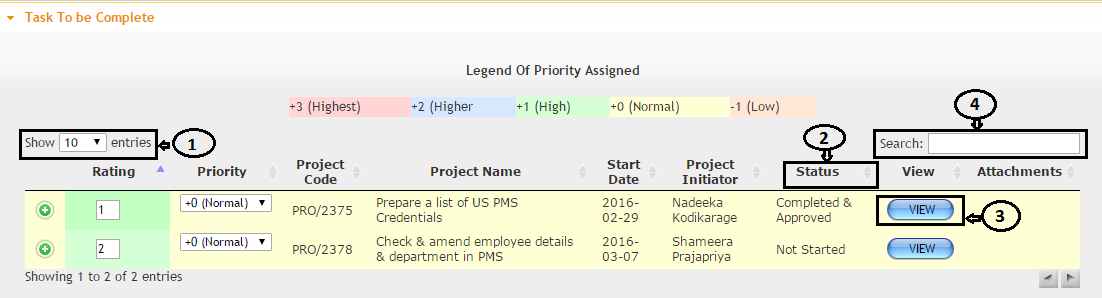 Task To be Complete
Legend Of Priority Assigned
+3 (Highest) +2 (Higher +1 (High) +0 (Normal) -1 (Low)
4
Show 10 entries 1 2 Search:
Rating Priority Project Code Project Name Start Date Project Initiator Status View Attachments
1 +0 (Normal) PRO/2375 Prepare a list of US PMS Credentials 2016-02-29 Nadeeka Kodikarage Completed & Approved VIEW 3
2 +0 (Normal) PRO/2378 Check & amend employee details & department in PMS 2016-03-07 Shameera Prajapriya Not Started VIEW
Showing 1 to 2 of 2 entries